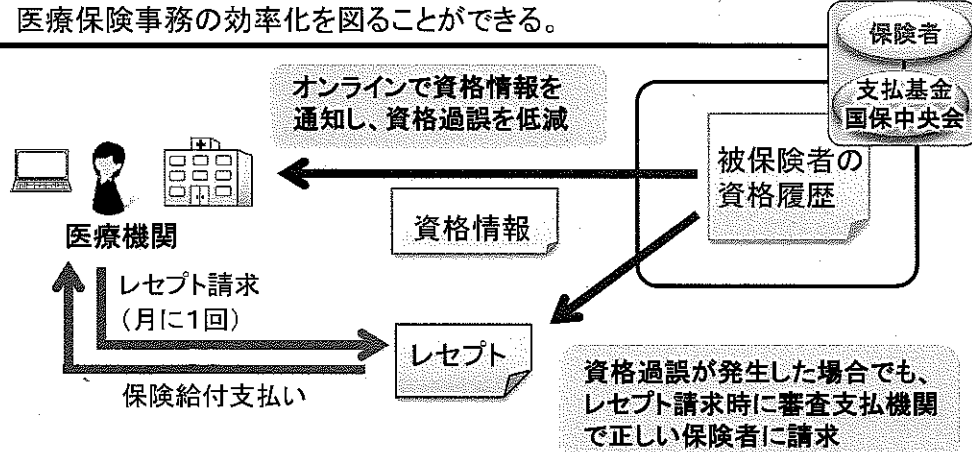 医療保険事務の効率化を図ることができる。
保険者
支払基金
国保中央会
オンラインで資格情報を
通知し、資格過誤を低減
被保険者の
資格履歴
資格情報
医療機関
レセプト請求
(月に1回)
レセプト
保険給付支払い
資格過誤が発生した場合でも、
レセプト請求時に審査支払機関
で正しい保険者に請求